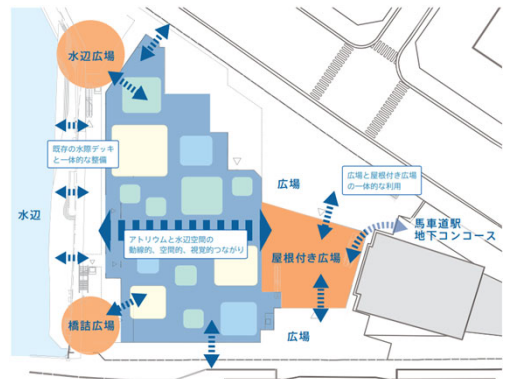 水辺広場
既存の水際デッキ
と一体的な整備
広場
広場と屋根付き広場
の一体的な利用
水辺
馬車道駅
地下コンコース
アトリウムと水辺空間の
動線的、空間的、視覚的つながり
屋根付き広場
橋詰広場
広場